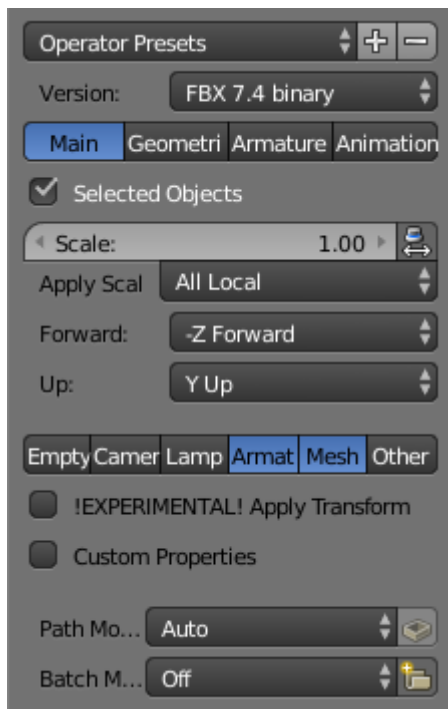 Operator Presets
Version: FBX 7.4 binary
Main Geometri Armature Animation
Selected Objects
Scale: 1.00
Apply Scal All Local
Forward: -Z Forward
Up: Y Up
Empty Camer Lamp Armat Mesh Other
!EXPERIMENTAL! Apply Transform
Custom Properties
Path Mo... Auto
Batch M... Off